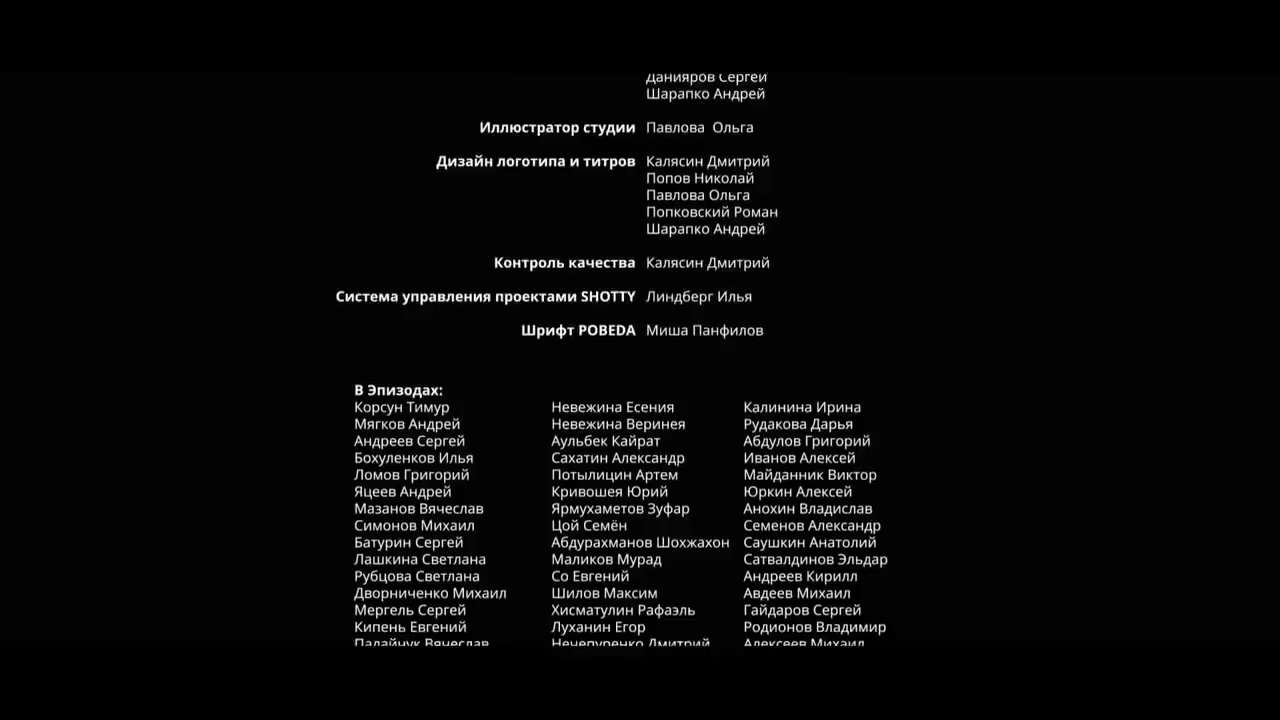 Данияров Сергей
Шарапко Андрей
Иллюстратор студии Павлова Ольга
Дизайн логотипа и титров Калясин Дмитрий
Попов Николай
Павлова Ольга
Попковский Роман
Шарапко Андрей
Контроль качества Калясин Дмитрий
Система управления проектами SHOTTY Линдберг Илья
Шрифт POBEDA Миша Панфилов
В Эпизодах:
Корсун Тимур Невежина Есения Калинина Ирина
Мягков Андрей Невежина Веринея Рудакова Дарья
Андреев Сергей Аульбек Кайрат Абдулов Григорий
Бохуленков Илья Сахатин Александр Иванов Алексей
Ломов Григорий Потылицин Артем Майданник Виктор
Яцеев Андрей Кривошея Юрий Юркин Алексей
Мазанов Вячеслав Ярмухаметов Зуфар Анохин Владислав
Симонов Михаил Цой Семён Семенов Александр
Батурин Сергей Абдурахманов Шохжахон Саушкин Анатолий
Лашкина Светлана Маликов Мурад Сатвалдинов Эльдар
Рубцова Светлана Со Евгений Андреев Кирилл
Дворниченко Михаил Шилов Максим Авдеев Михаил
Мергель Сергей Хисматулин Рафаэль Гайдаров Сергей
Кипень Евгений Луханин Егор Родионов Владимир
Палайчук Вячеслав Нечепуренко Дмитрий Алексеев Михаил